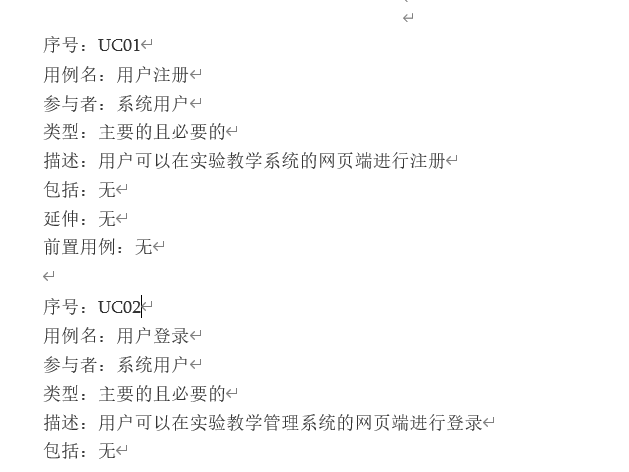 序号：UC01
用例名：用户注册
参与者：系统用户
类型：主要的且必要的
描述：用户可以在实验教学系统的网页端进行注册
包括：无
延伸：无
前置用例：无
序号：UC02
用例名：用户登录
参与者：系统用户
类型：主要的且必要的
描述：用户可以在实验教学管理系统的网页端进行登录
包括：无